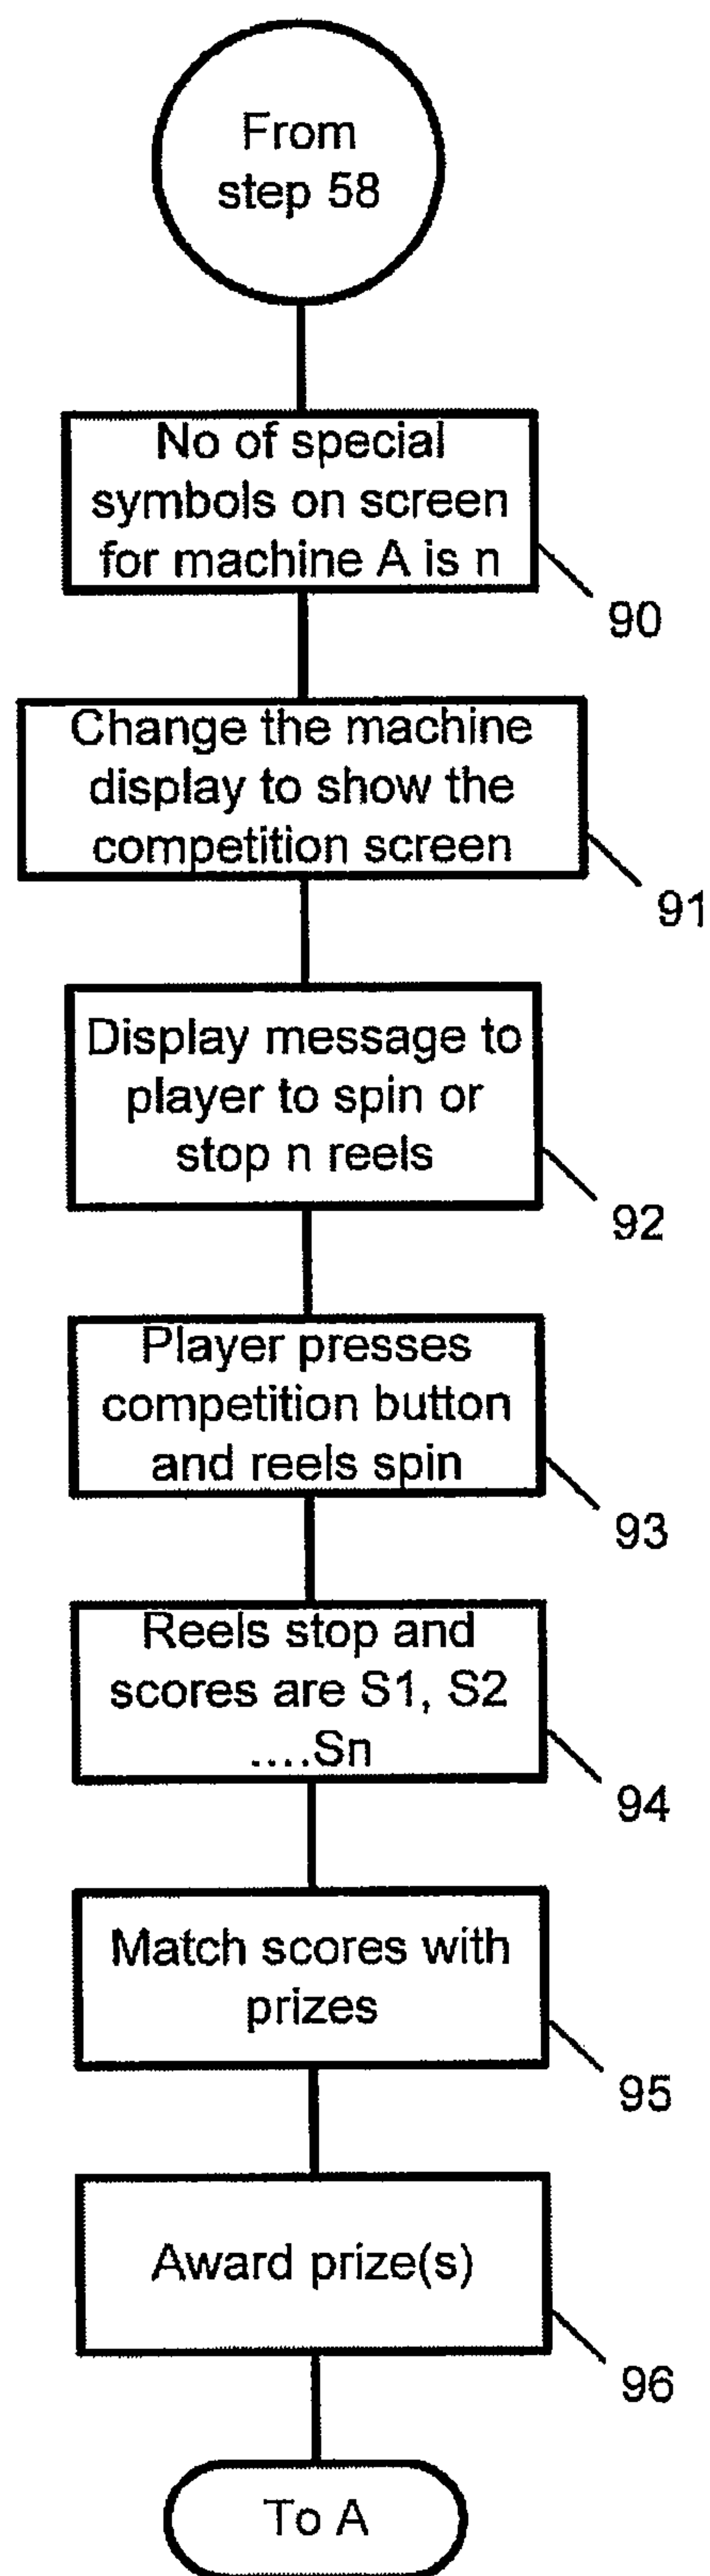 From
step 58
No of special
symbols on screen
for machine A is n
90
Change the machine
display to show the
competition screen
91
Display message to
player to spin or
stop n reels
92
Player presses
competition button
and reels spin
93
Reels stop and
scores are S1, S2
....Sn
94
Match scores with
prizes
95
Award prize(s)
96
To A